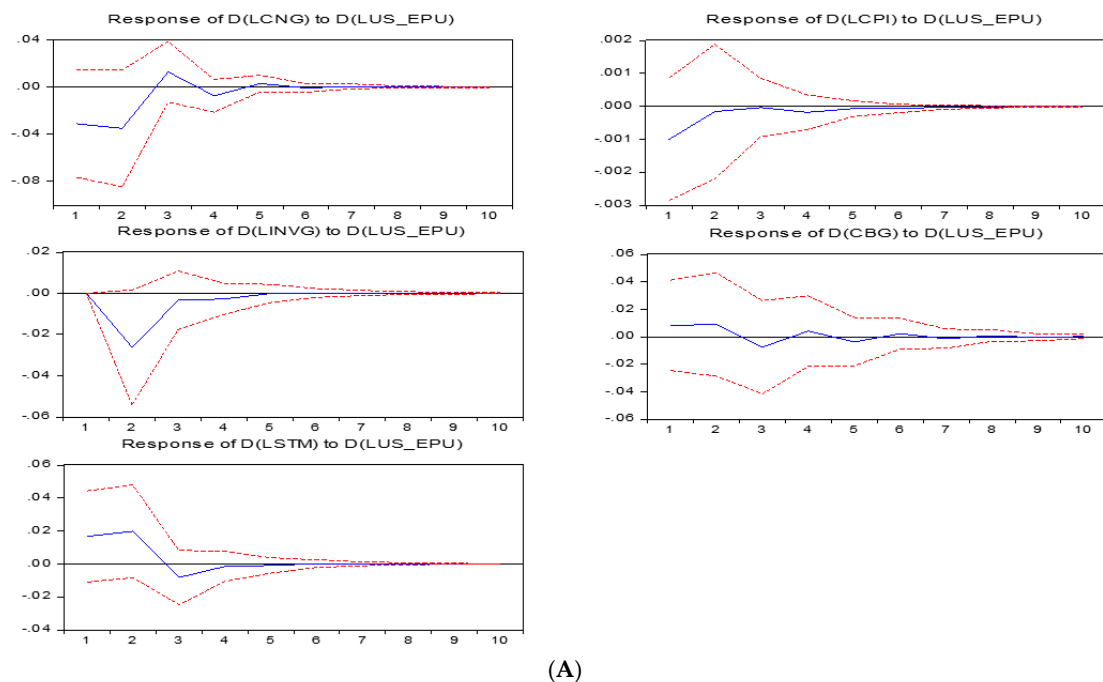 Response of D(LCNG) to D(LUS_EPU)
.04
.00
-.04
-.08
1 2 3 4 5 6 7 8 9 10
Response of D(LCPI) to D(LUS_EPU)
.002
.001
.000
-.001
-.002
-.003
1 2 3 4 5 6 7 8 9 10
Response of D(LINVG) to D(LUS_EPU)
.02
.00
-.02
-.04
-.06
1 2 3 4 5 6 7 8 9 10
Response of D(CBG) to D(LUS_EPU)
.06
.04
.02
.00
-.02
-.04
-.06
1 2 3 4 5 6 7 8 9 10
Response of D(LSTM) to D(LUS_EPU)
.06
.04
.02
.00
-.02
-.04
1 2 3 4 5 6 7 8 9 10
(A)